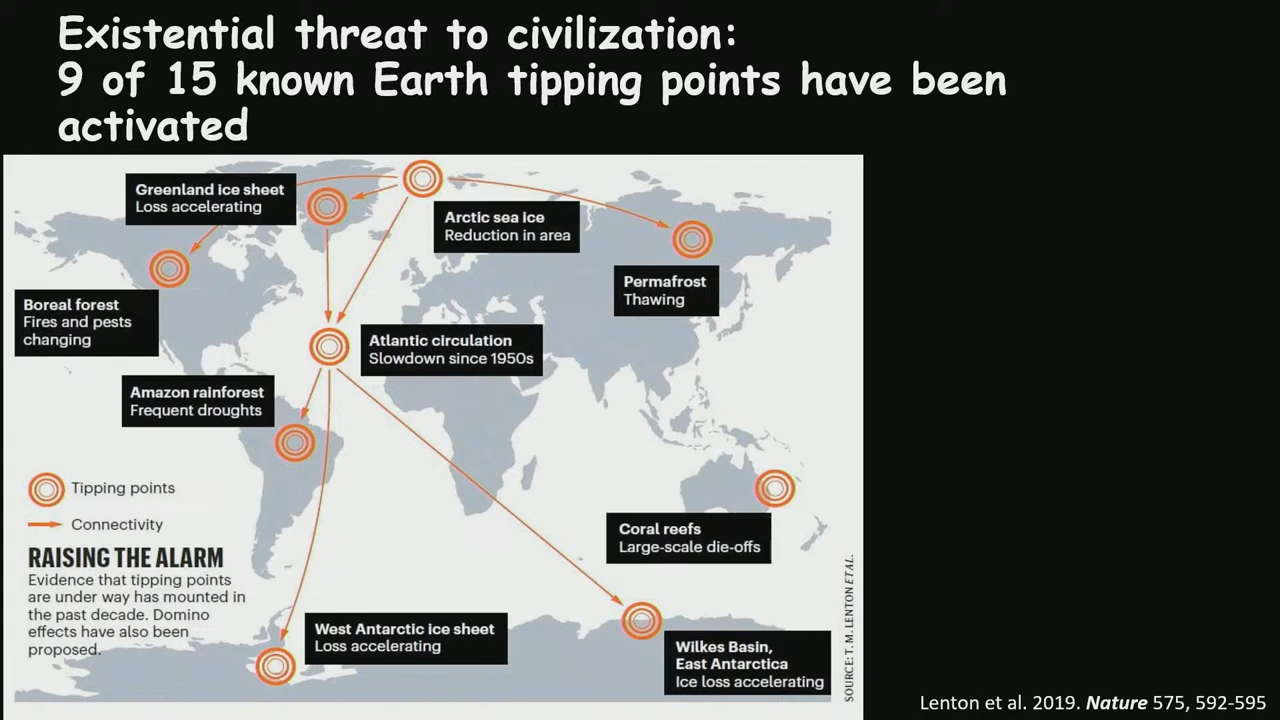 Existential threat to civilization:
9 of 15 known Earth tipping points have been
activated
Greenland ice sheet
Loss accelerating
Arctic sea ice
Reduction in area
Permafrost
Thawing
Boreal forest
Fires and pests
changing
Atlantic circulation
Slowdown since 1950s
Amazon rainforest
Frequent droughts
Tipping points
Connectivity
RAISING THE ALARM
Evidence that tipping points
are under way has mounted in
the past decade. Domino
effects have also been
proposed.
Coral reefs
Large-scale die-offs
West Antarctic ice sheet
Loss accelerating
Wilkes Basin,
East Antarctica
Ice loss accelerating
SOURCE: T. M. LENTON ET AL.
Lenton et al. 2019. Nature 575, 592-595